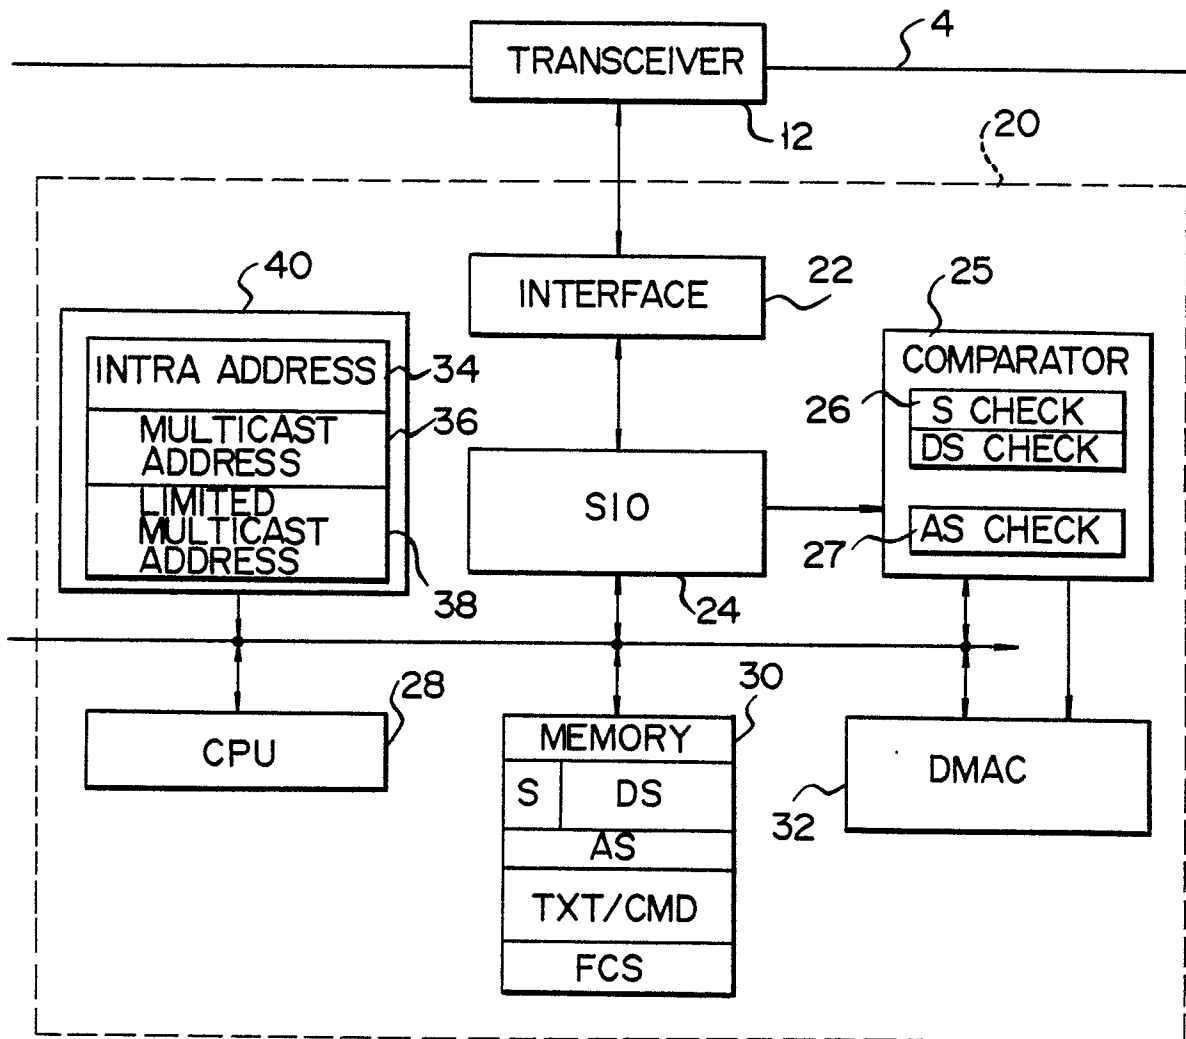 4
TRANSCEIVER
12
20
40
INTERFACE
22
25
INTRA ADDRESS
34
COMPARATOR
MULTICAST
ADDRESS
36
26
S CHECK
DS CHECK
LIMITED
MULTICAST
ADDRESS
38
SIO
24
27
AS CHECK
28
CPU
30
MEMORY
S
DS
AS
TXT/CMD
FCS
DMAC
32